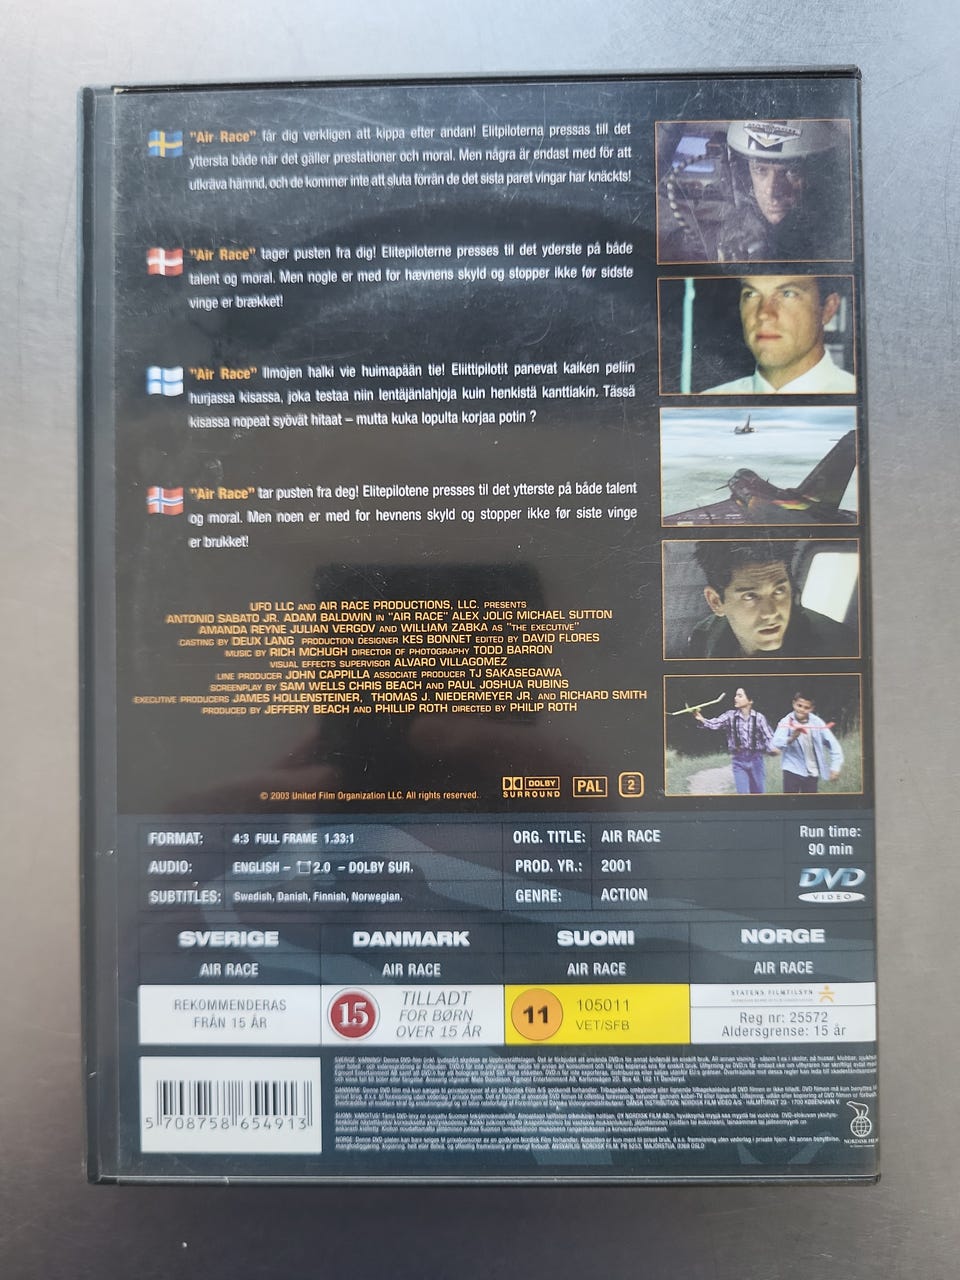 "Air Race" får dig verkligen att kippa efter andan! Elitpiloterna pressas till det
yttersta både när det gäller prestationer och moral. Men några är endast med för att
utkräva hämnd, och de kommer inte att sluta förrän de det sista paret vingar har knäckts!
"Air Race" tager pusten fra dig! Elitepiloterne presses til det yderste på både
talent og moral. Men nogle er med for hævnens skyld og stopper ikke før sidste
vinge er brækket!
"Air Race" Ilmojen halki vie huimapään tie! Eliittipilotit panevat kaiken peliin
hurjassa kisassa, joka testaa niin lentäjänlahjoja kuin henkistä kanttiakin. Tässä
kisassa nopeat syövät hitaat – mutta kuka lopulta korjaa potin ?
"Air Race" tar pusten fra deg! Elitepilotene presses til det ytterste på både talent
og moral. Men noen er med for hevnens skyld og stopper ikke før siste vinge
er brukket!
UFO LLC AND AIR RACE PRODUCTIONS, LLC. PRESENTS
ANTONIO SABATO JR. ADAM BALDWIN IN "AIR RACE" ALEX JOLIG MICHAEL SUTTON
AMANDA REYNE JULIAN VERGOV AND WILLIAM ZABKA AS "THE EXECUTIVE"
CASTING BY DEUX LANG PRODUCTION DESIGNER KES BONNET EDITED BY DAVID FLORES
MUSIC BY RICH MCHUGH DIRECTOR OF PHOTOGRAPHY TODD BARRON
VISUAL EFFECTS SUPERVISOR ALVARO VILLAGOMEZ
LINE PRODUCER JOHN CAPPILLA ASSOCIATE PRODUCER TJ SAKASEGAWA
SCREENPLAY BY SAM WELLS CHRIS BEACH AND PAUL JOSHUA RUBINS
EXECUTIVE PRODUCERS JAMES HOLLENSTEINER, THOMAS J. NIEDERMEYER JR. AND RICHARD SMITH
PRODUCED BY JEFFERY BEACH AND PHILLIP ROTH DIRECTED BY PHILIP ROTH
© 2003 United Film Organization LLC. All rights reserved.
DOLBY
SURROUND
PAL
2
FORMAT: 4:3 FULL FRAME 1.33:1
AUDIO: ENGLISH – 2.0 – DOLBY SUR.
SUBTITLES: Swedish, Danish, Finnish, Norwegian.
ORG. TITLE: AIR RACE
PROD. YR.: 2001
GENRE: ACTION
Run time:
90 min
DVD
VIDEO
SVERIGE DANMARK SUOMI NORGE
AIR RACE AIR RACE AIR RACE AIR RACE
REKOMMENDERAS
FRÅN 15 ÅR
15
TILLADT
FOR BØRN
OVER 15 ÅR
11
105011
VET/SFB
STATENS FILMTILSYN
Reg nr: 25572
Aldersgrense: 15 år
5 708758 654913